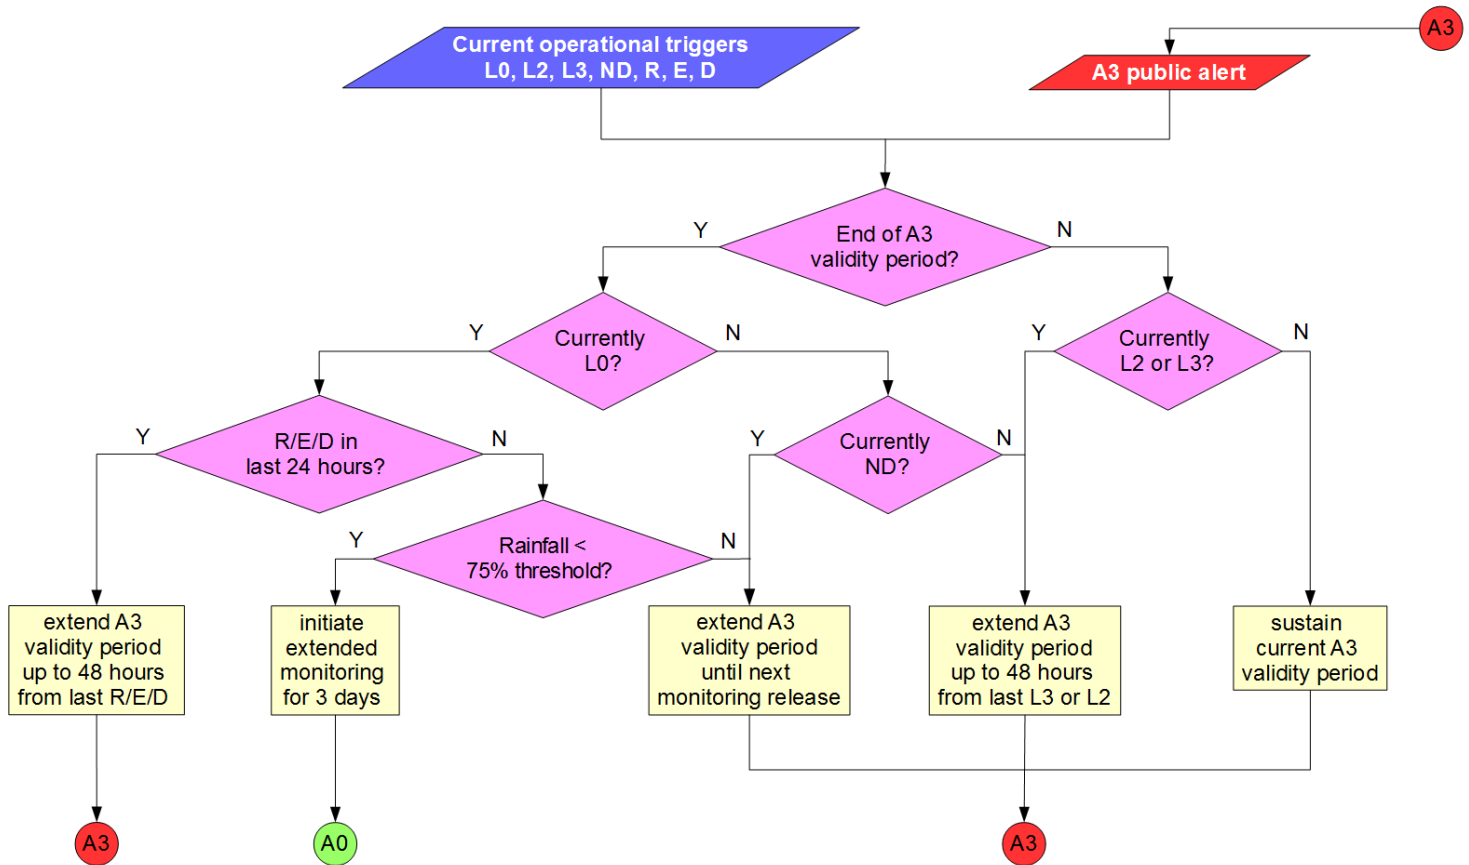 Current operational triggers
L0, L2, L3, ND, R, E, D
A3
A3 public alert
End of A3
validity period?
Y
N
Currently
L0?
Y
N
Currently
L2 or L3?
Y
N
R/E/D in
last 24 hours?
Y
N
Currently
ND?
Y
N
Rainfall <
75% threshold?
Y
N
extend A3
validity period
up to 48 hours
from last R/E/D
initiate
extended
monitoring
for 3 days
extend A3
validity period
until next
monitoring release
extend A3
validity period
up to 48 hours
from last L3 or L2
sustain
current A3
validity period
A3
A0
A3